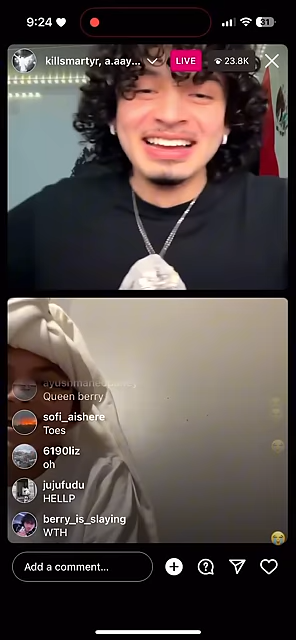 9:24
31
killsmartyr, a.aay...
LIVE
23.8K
Queen berry
sofi_aishere
Toes
6190liz
oh
jujufudu
HELLP
berry_is_slaying
WTH
Add a comment...